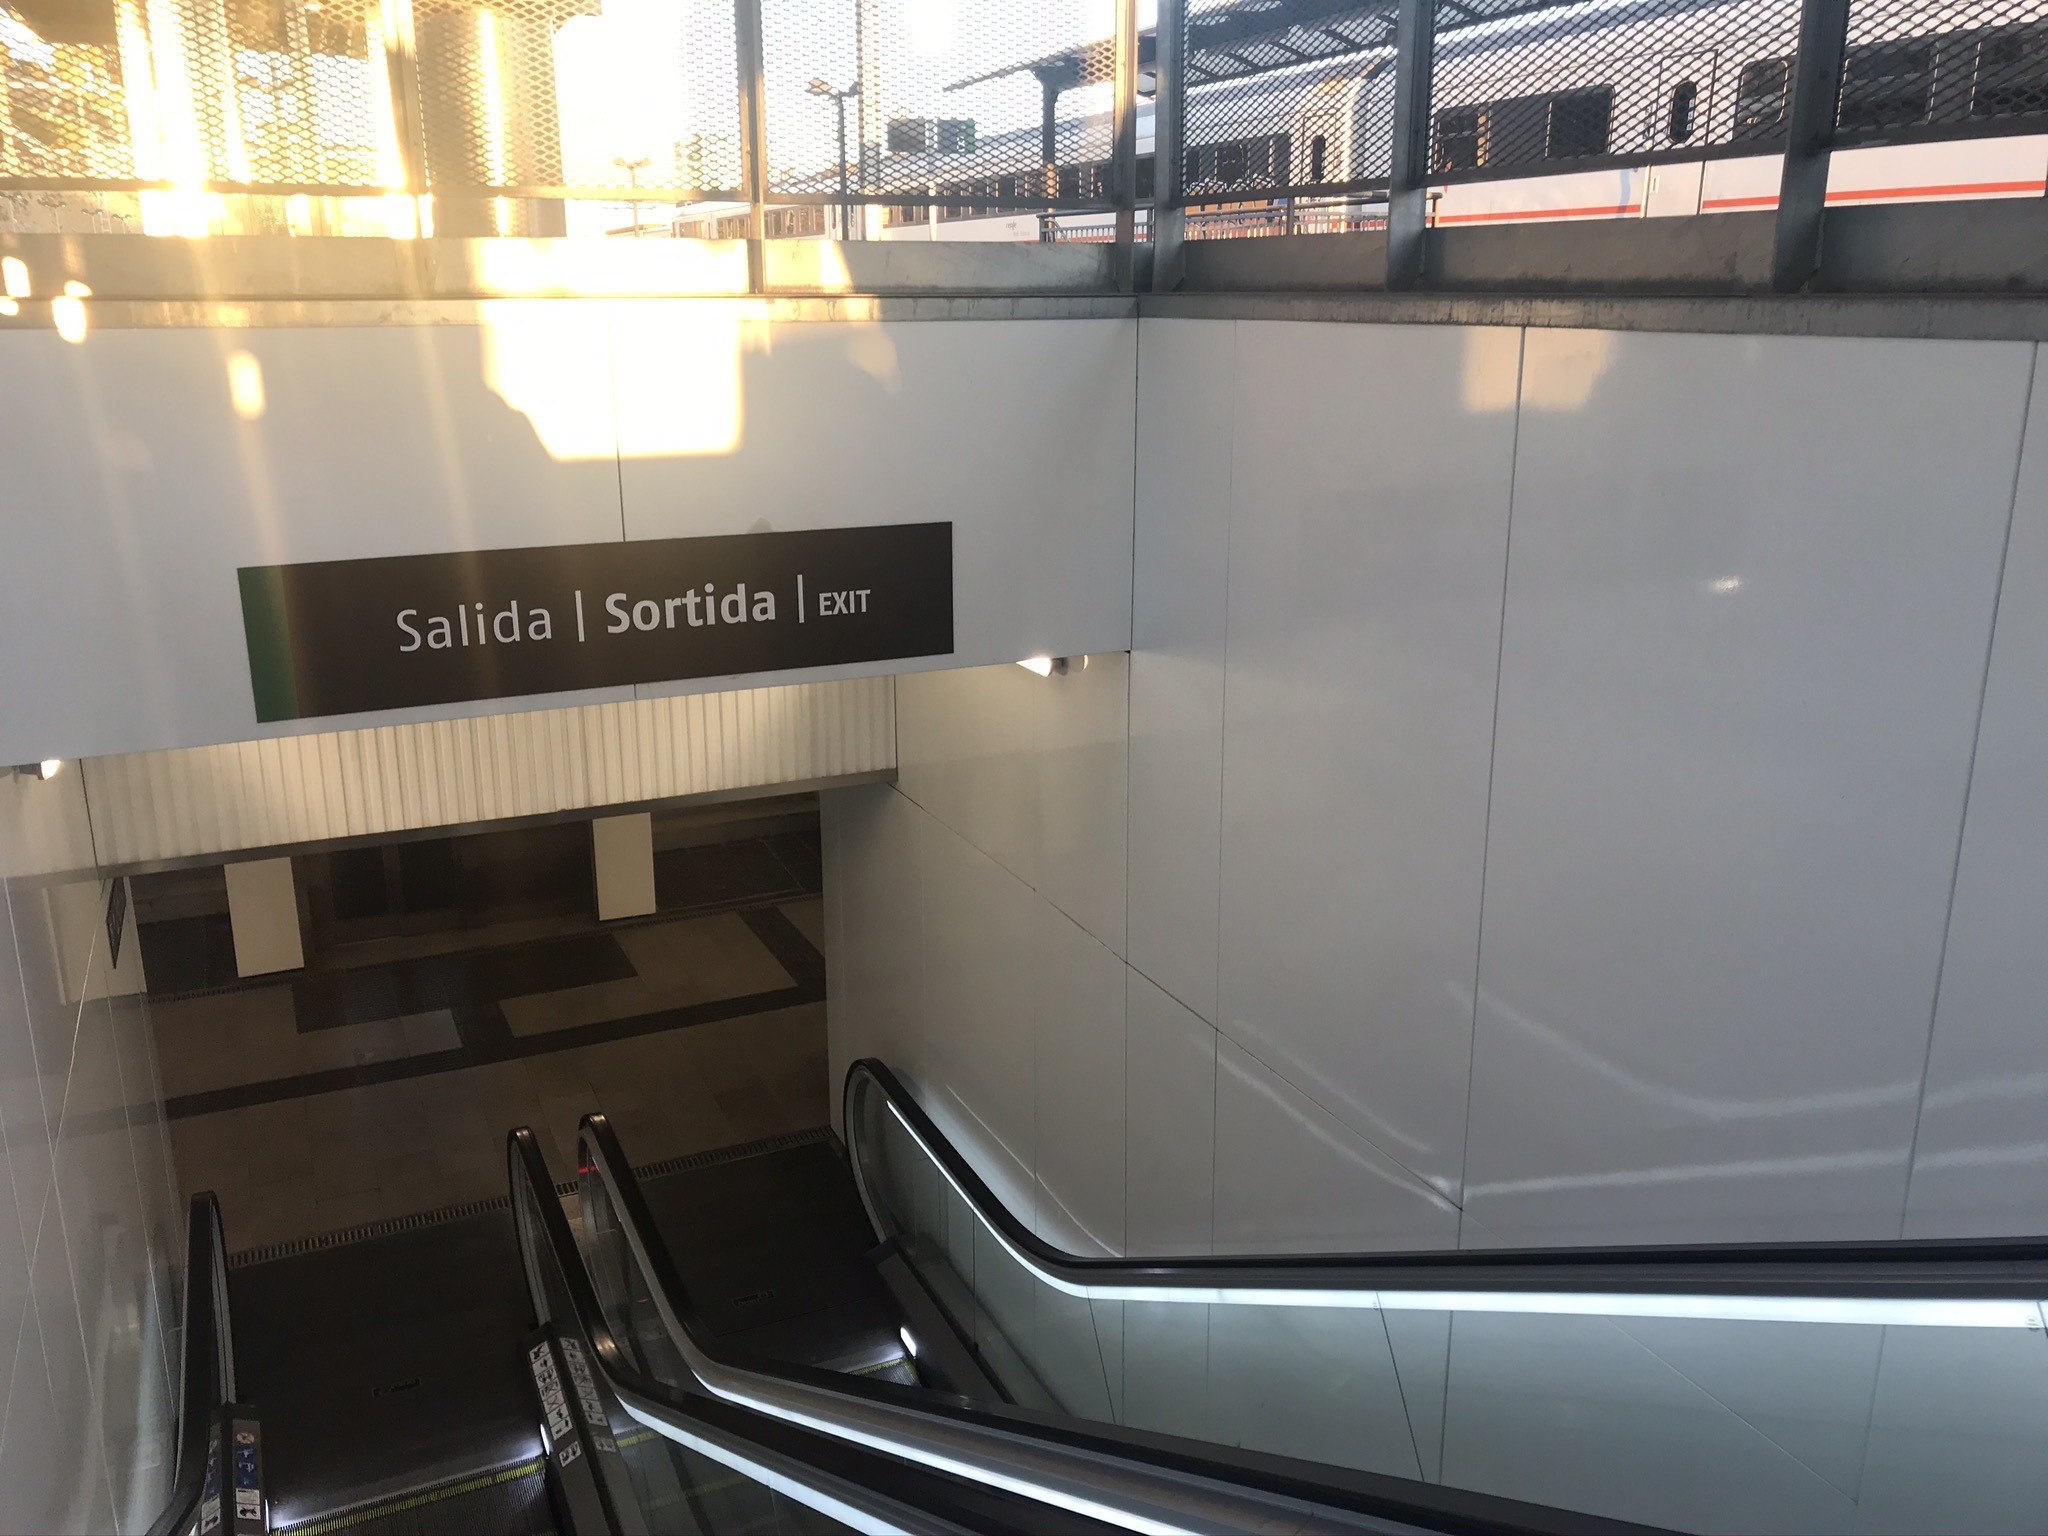 Salida | Sortida | EXIT